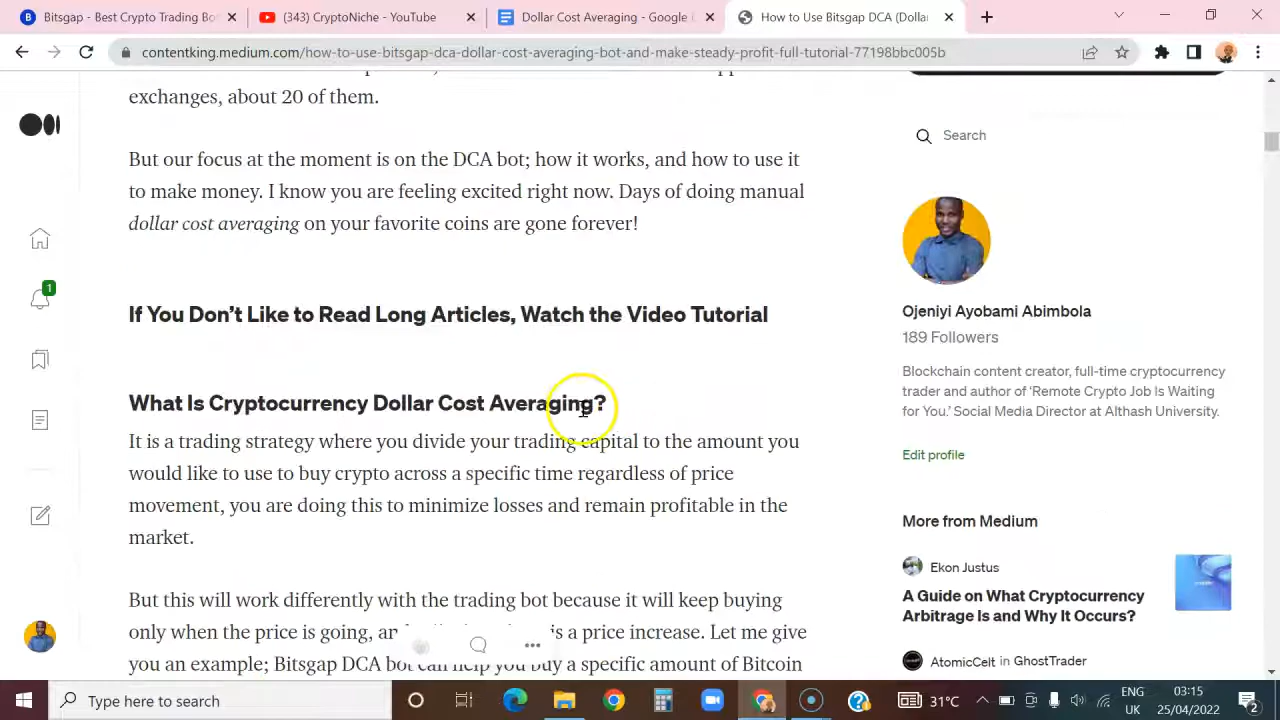 Bitsgap - Best Crypto Trading Bo
(343) CryptoNiche - YouTube
Dollar Cost Averaging - Google
How to Use Bitsgap DCA (Dollar
contentking.medium.com/how-to-use-bitsgap-dca-dollar-cost-averaging-bot-and-make-steady-profit-full-tutorial-77198bbc005b
exchanges, about 20 of them.
But our focus at the moment is on the DCA bot; how it works, and how to use it
to make money. I know you are feeling excited right now. Days of doing manual
dollar cost averaging on your favorite coins are gone forever!
If You Don’t Like to Read Long Articles, Watch the Video Tutorial
What Is Cryptocurrency Dollar Cost Averaging?
It is a trading strategy where you divide your trading capital to the amount you
would like to use to buy crypto across a specific time regardless of price
movement, you are doing this to minimize losses and remain profitable in the
market.
But this will work differently with the trading bot because it will keep buying
only when the price is going, is a price increase. Let me give
you an example; Bitsgap DCA bot can help you buy a specific amount of Bitcoin
Search
Ojeniyi Ayobami Abimbola
189 Followers
Blockchain content creator, full-time cryptocurrency
trader and author of ‘Remote Crypto Job Is Waiting
for You.’ Social Media Director at Althash University.
Edit profile
More from Medium
Ekon Justus
A Guide on What Cryptocurrency
Arbitrage Is and Why It Occurs?
AtomicCelt in GhostTrader
1
Type here to search
31°C
ENG
UK
03:15
25/04/2022
2